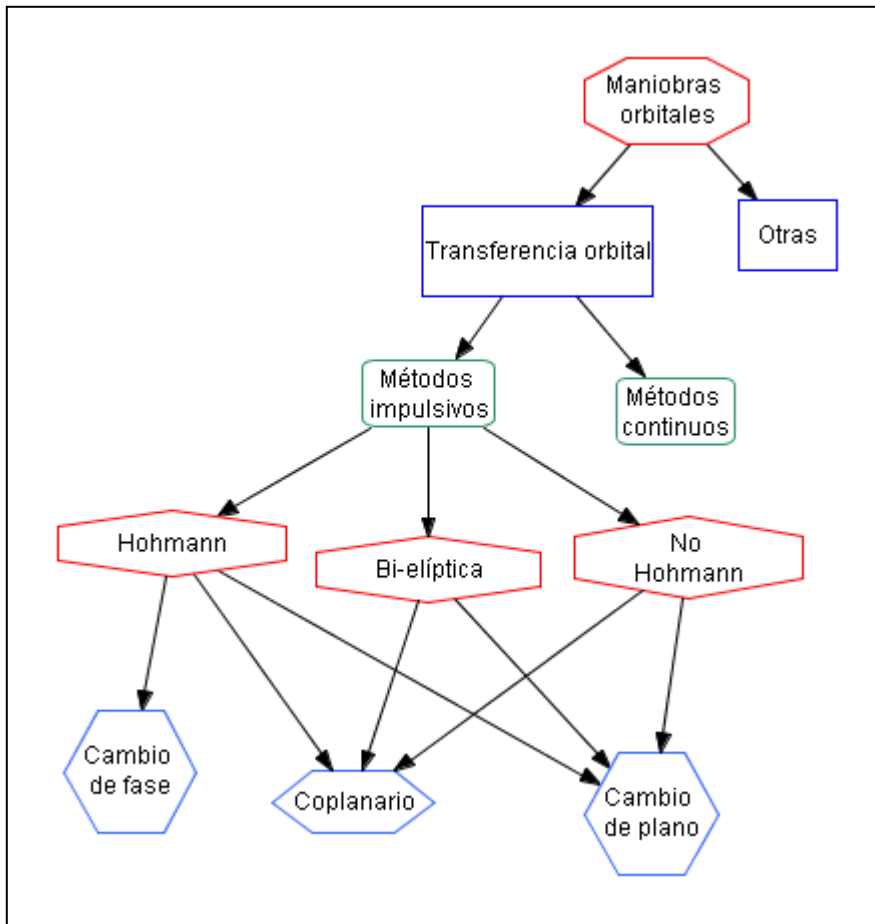 Maniobras
orbitales
Transferencia orbital
Otras
Métodos
impulsivos
Métodos
continuos
Hohmann
Bi-elíptica
No
Hohmann
Cambio
de fase
Coplanario
Cambio
de plano